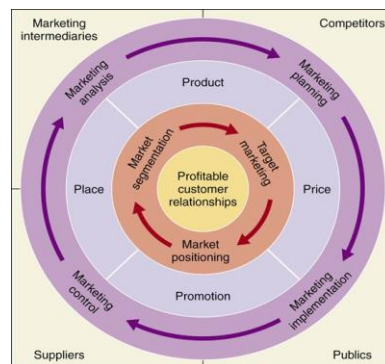 Marketing
intermediaries
Competitors
Marketing
analysis
Marketing
planning
Product
Market
segmentation
Target
marketing
Place
Profitable
customer
relationships
Price
Market
positioning
Promotion
Marketing
control
Marketing
implementation
Suppliers
Publics